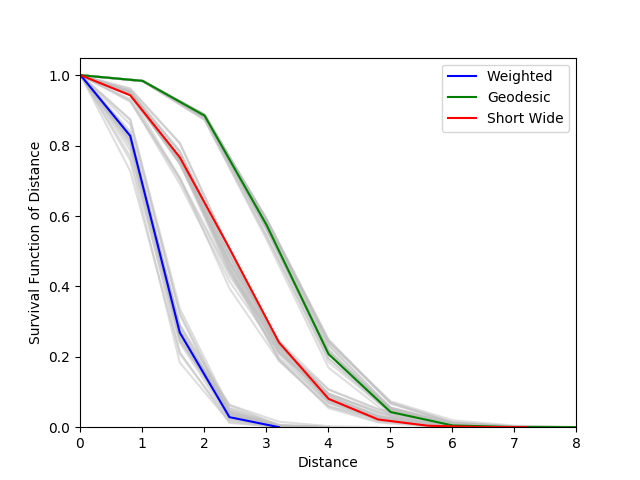 Weighted
Geodesic
Short Wide
1.0
0.8
0.6
0.4
0.2
0.0
Survival Function of Distance
0 1 2 3 4 5 6 7 8
Distance